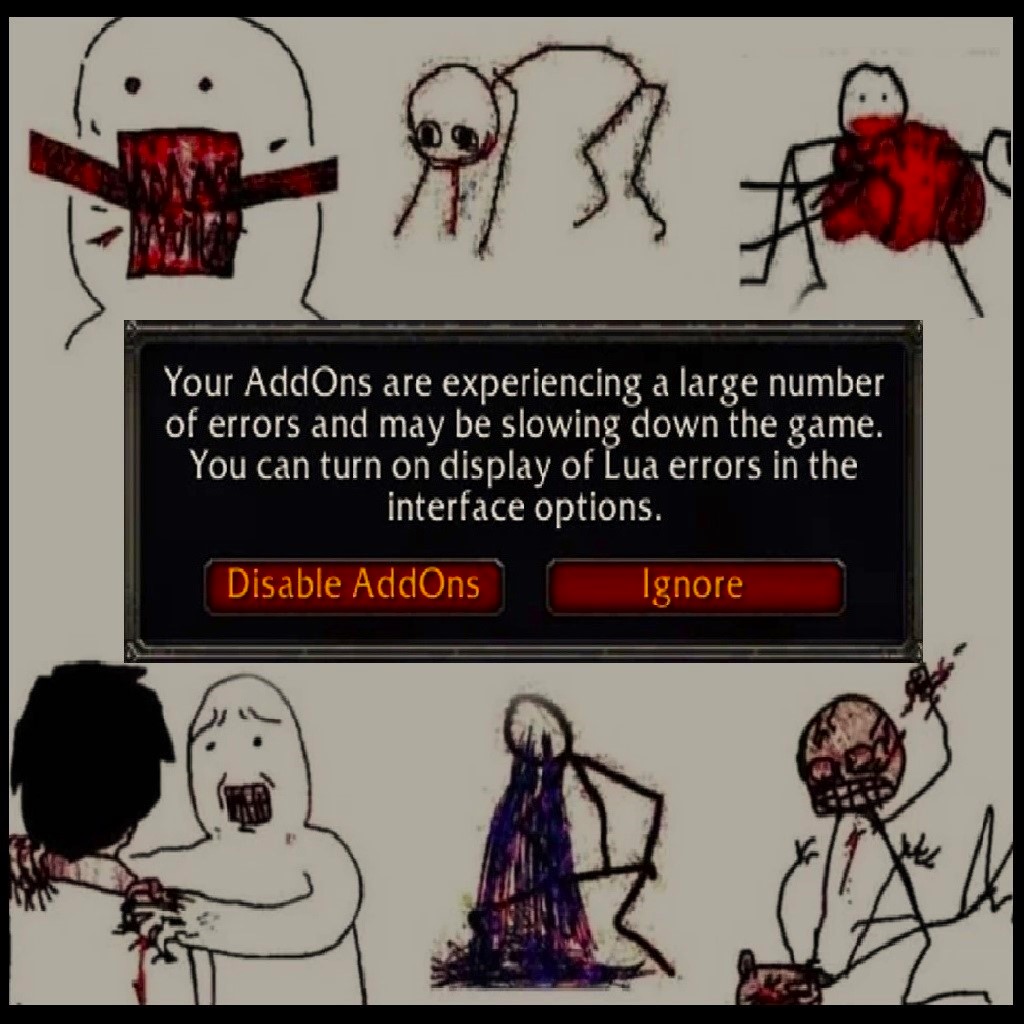 Your AddOns are experiencing a large number
of errors and may be slowing down the game.
You can turn on display of Lua errors in the
interface options.
Disable AddOns
Ignore